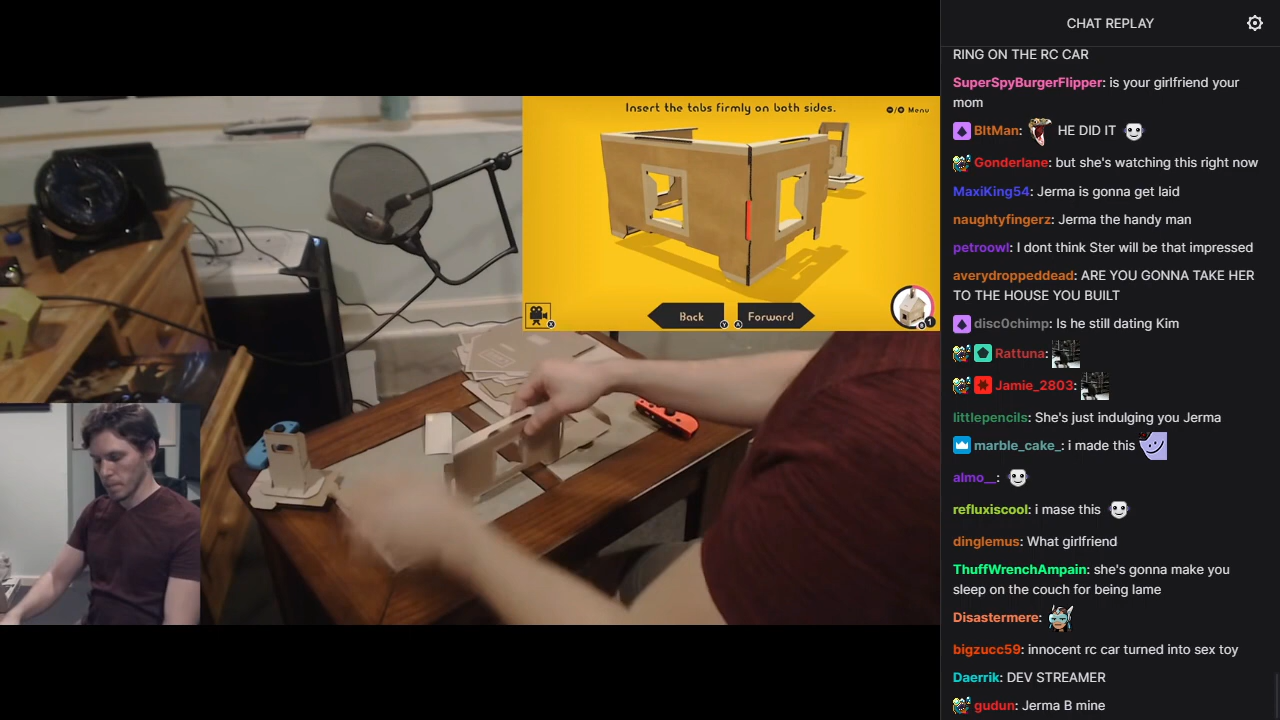 Insert the tabs firmly on both sides.
Menu
Back
Forward
CHAT REPLAY
RING ON THE RC CAR
SuperSpyBurgerFlipper: is your girlfriend your
mom
BltMan: HE DID IT
Gonderlane: but she's watching this right now
MaxiKing54: Jerma is gonna get laid
naughtyfingerz: Jerma the handy man
petroowl: I dont think Ster will be that impressed
averydroppeddead: ARE YOU GONNA TAKE HER
TO THE HOUSE YOU BUILT
disc0chimp: Is he still dating Kim
Rattuna:
Jamie_2803:
littlepencils: She's just indulging you Jerma
marble_cake_: i made this
almo__:
refluxiscool: i mase this
dinglemus: What girlfriend
ThuffWrenchAmpain: she's gonna make you
sleep on the couch for being lame
Disastermere:
bigzucc59: innocent rc car turned into sex toy
Daerrik: DEV STREAMER
gudun: Jerma B mine